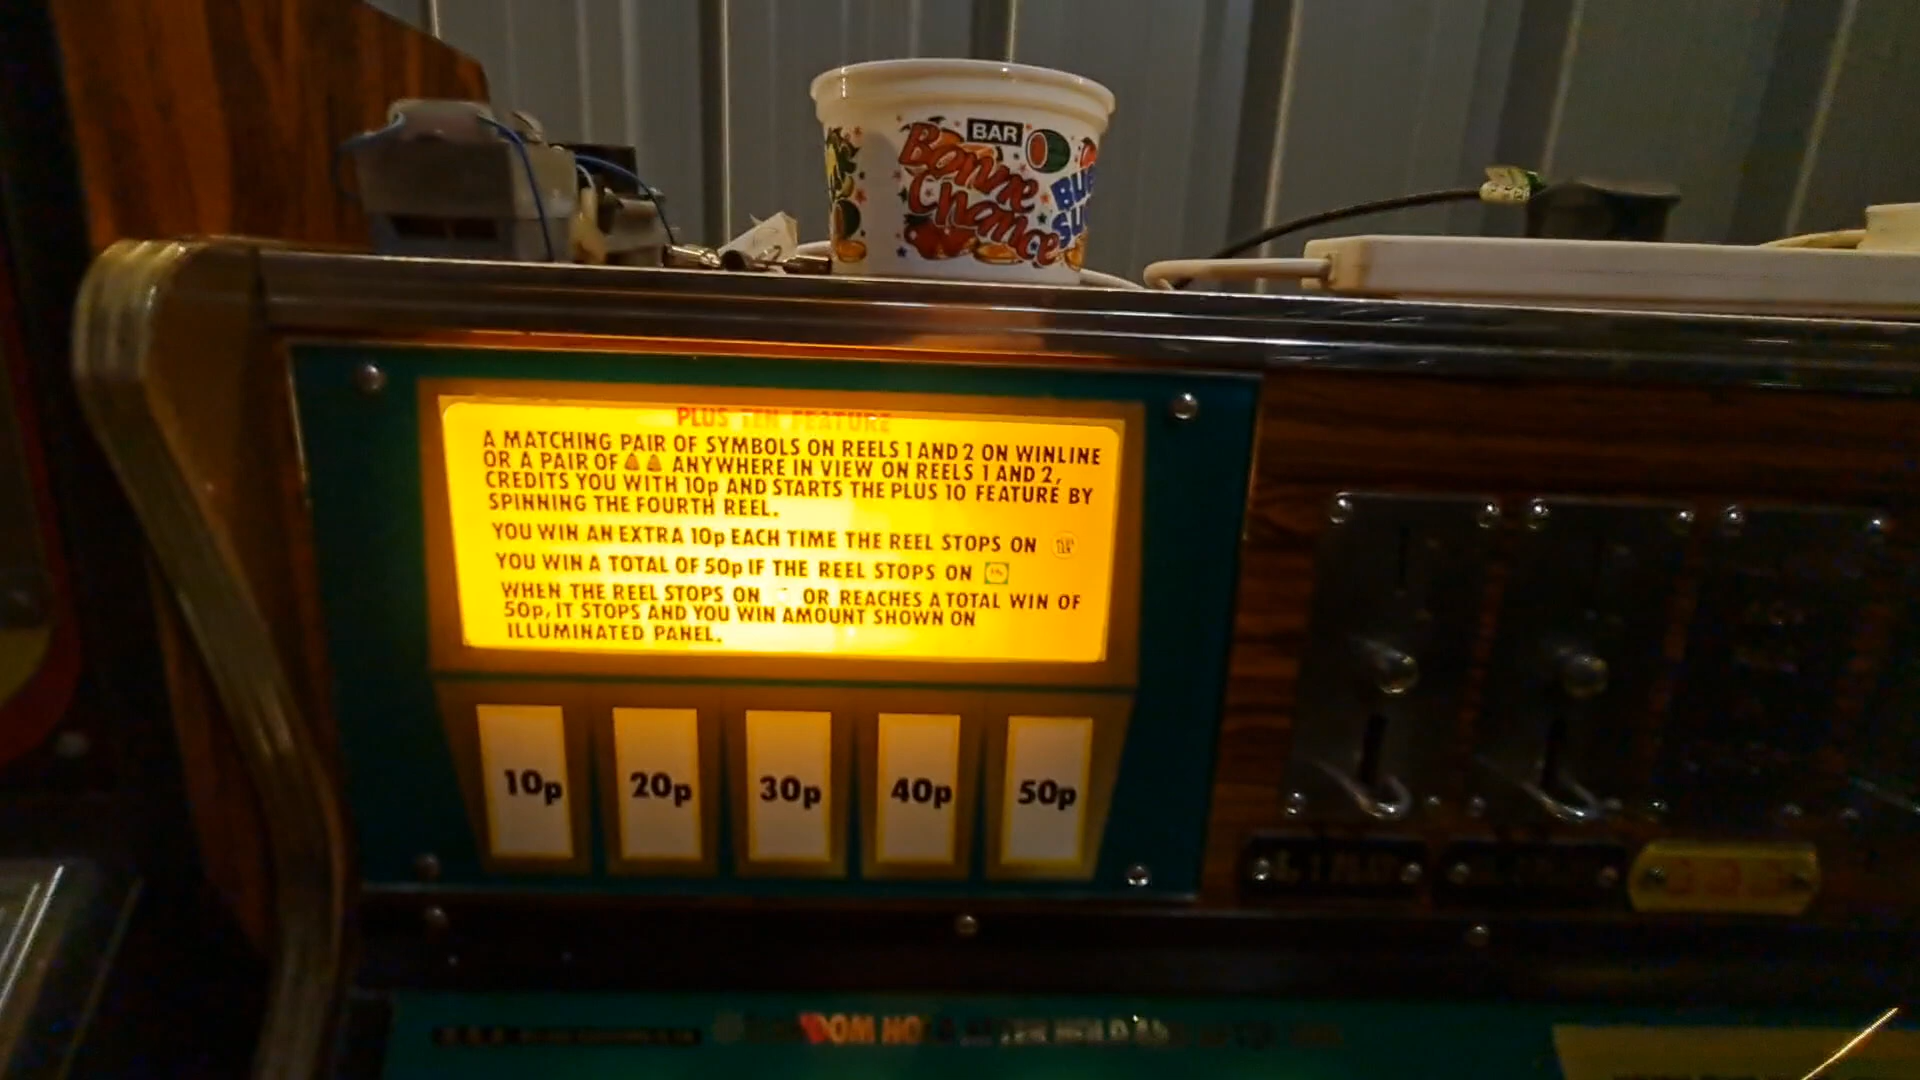 BAR
Bonne
Chance
PLUS TEN FEATURE
A MATCHING PAIR OF SYMBOLS ON REELS 1 AND 2 ON WINLINE
OR A PAIR OF ANYWHERE IN VIEW ON REELS 1 AND 2,
CREDITS YOU WITH 10p AND STARTS THE PLUS 10 FEATURE BY
SPINNING THE FOURTH REEL.
YOU WIN AN EXTRA 10p EACH TIME THE REEL STOPS ON PLUS TEN
YOU WIN A TOTAL OF 50p IF THE REEL STOPS ON
WHEN THE REEL STOPS ON OR REACHES A TOTAL WIN OF
50p, IT STOPS AND YOU WIN AMOUNT SHOWN ON
ILLUMINATED PANEL.
10p 20p 30p 40p 50p